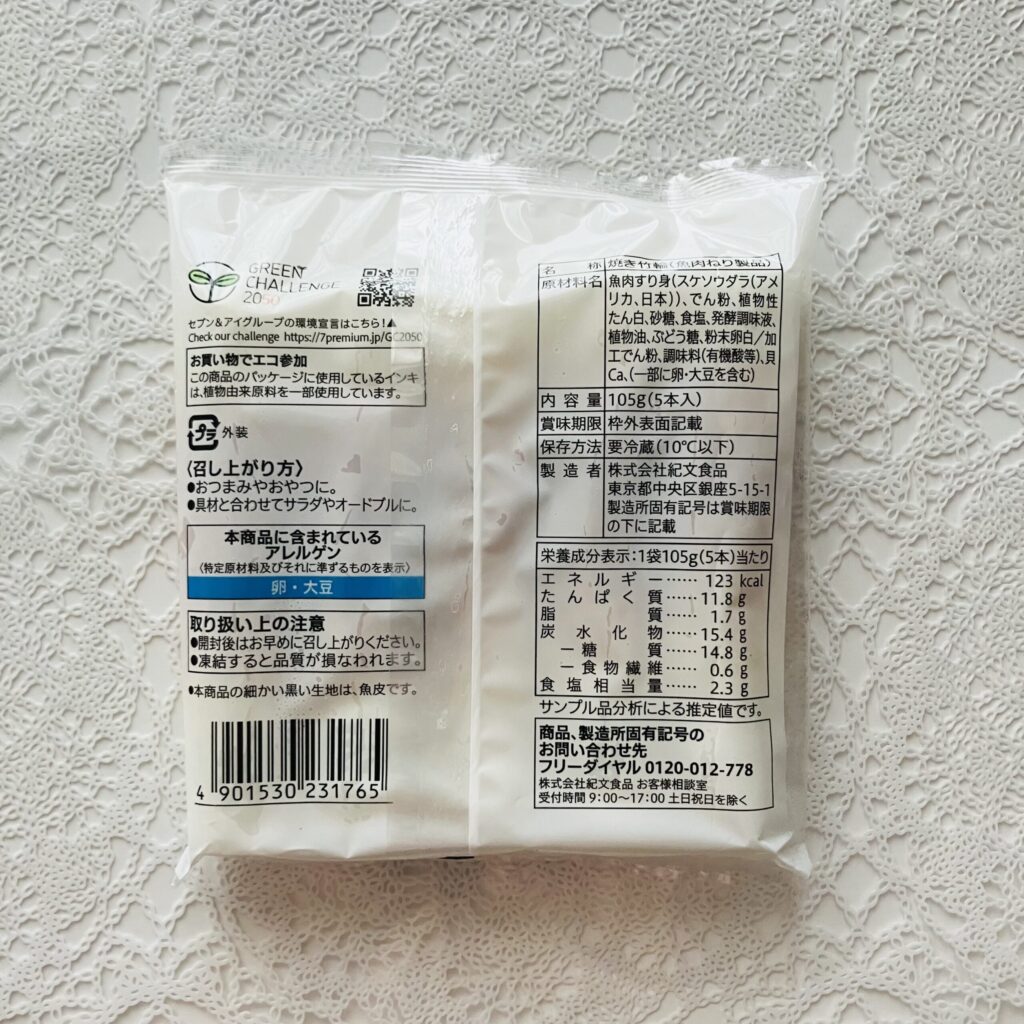 GREEN
CHALLENGE
2050
セブン&アイグループの環境宣言はこちら!▲
Check our challenge https://7premium.jp/GC2050
お買い物でエコ参加
この商品のパッケージに使用しているインキ
は、植物由来原料を一部使用しています。
プラ 外装
〈召し上がり方〉
●おつまみやおやつに。
●具材と合わせてサラダやオードブルに。
本商品に含まれている
アレルゲン
〈特定原材料及びそれに準ずるものを表示〉
卵・大豆
取り扱い上の注意
●開封後はお早めに召し上がりください。
●凍結すると品質が損なわれます。
●本商品の細かい黒い生地は、魚皮です。
4 901530 231765
名称 焼き竹輪(魚肉ねり製品)
原材料名 魚肉すり身(スケソウダラ(アメ
リカ、日本))、でん粉、植物性
たん白、砂糖、食塩、発酵調味液、
植物油、ぶどう糖、粉末卵白/加
工でん粉、調味料(有機酸等)、貝
Ca、(一部に卵・大豆を含む)
内容量 105g(5本入)
賞味期限 枠外表面記載
保存方法 要冷蔵(10℃以下)
製造者 株式会社紀文食品
東京都中央区銀座5-15-1
製造所固有記号は賞味期限
の下に記載
栄養成分表示:1袋105g(5本)当たり
エネルギー……123 kcal
たんぱく質……11.8 g
脂質……1.7 g
炭水化物……15.4 g
ー糖質……14.8 g
ー食物繊維……0.6 g
食塩相当量……2.3 g
サンプル品分析による推定値です。
商品、製造所固有記号の
お問い合わせ先
フリーダイヤル 0120-012-778
株式会社紀文食品 お客様相談室
受付時間 9:00〜17:00 土日祝日を除く